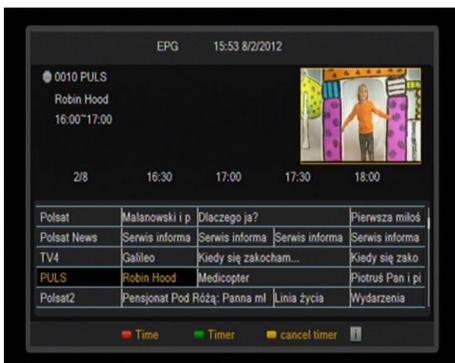 EPG 15:53 8/2/2012
0010 PULS
Robin Hood
16:00~17:00
2/8 16:30 17:00 17:30 18:00
Polsat Malanowski i p Dlaczego ja? Pierwsza miloś
Polsat News Serwis informa Serwis informa Serwis informa Serwis informa
TV4 Galileo Kiedy się zakocham... Kiedy się zako
PULS Robin Hood Medicopter Piotruś Pan i pi
Polsat2 Pensjonat Pod Różą: Panna mł Linia życia Wydarzenia
Time Timer cancel timer i